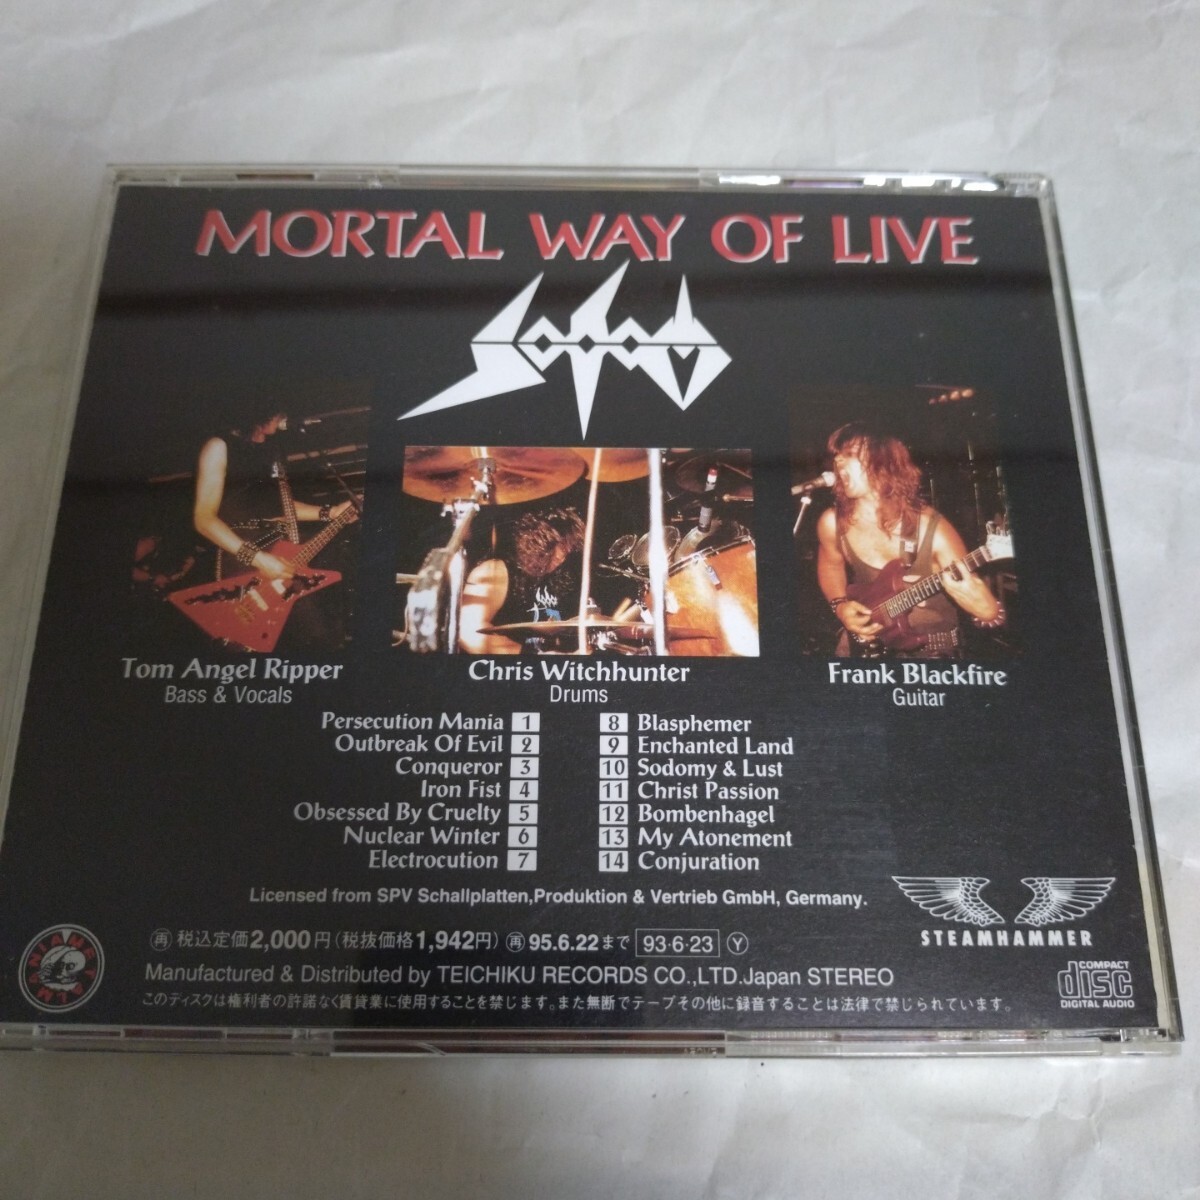 MORTAL WAY OF LIVE
SODOM
Tom Angel Ripper
Bass & Vocals
Chris Witchhunter
Drums
Frank Blackfire
Guitar
Persecution Mania 1
Outbreak Of Evil 2
Conqueror 3
Iron Fist 4
Obsessed By Cruelty 5
Nuclear Winter 6
Electrocution 7
8 Blasphemer
9 Enchanted Land
10 Sodomy & Lust
11 Christ Passion
12 Bombenhagel
13 My Atonement
14 Conjuration
Licensed from SPV Schallplatten,Produktion & Vertrieb GmbH, Germany.
STEAMHAMMER
METALMANIA
再 税込定価2,000円(税抜価格1,942円) 再 95.6.22まで 93・6・23 Y
Manufactured & Distributed by TEICHIKU RECORDS CO.,LTD.Japan STEREO
このディスクは権利者の許諾なく賃貸業に使用することを禁じます。また無断でテープその他に録音することは法律で禁じられています。
COMPACT
disc
DIGITAL AUDIO